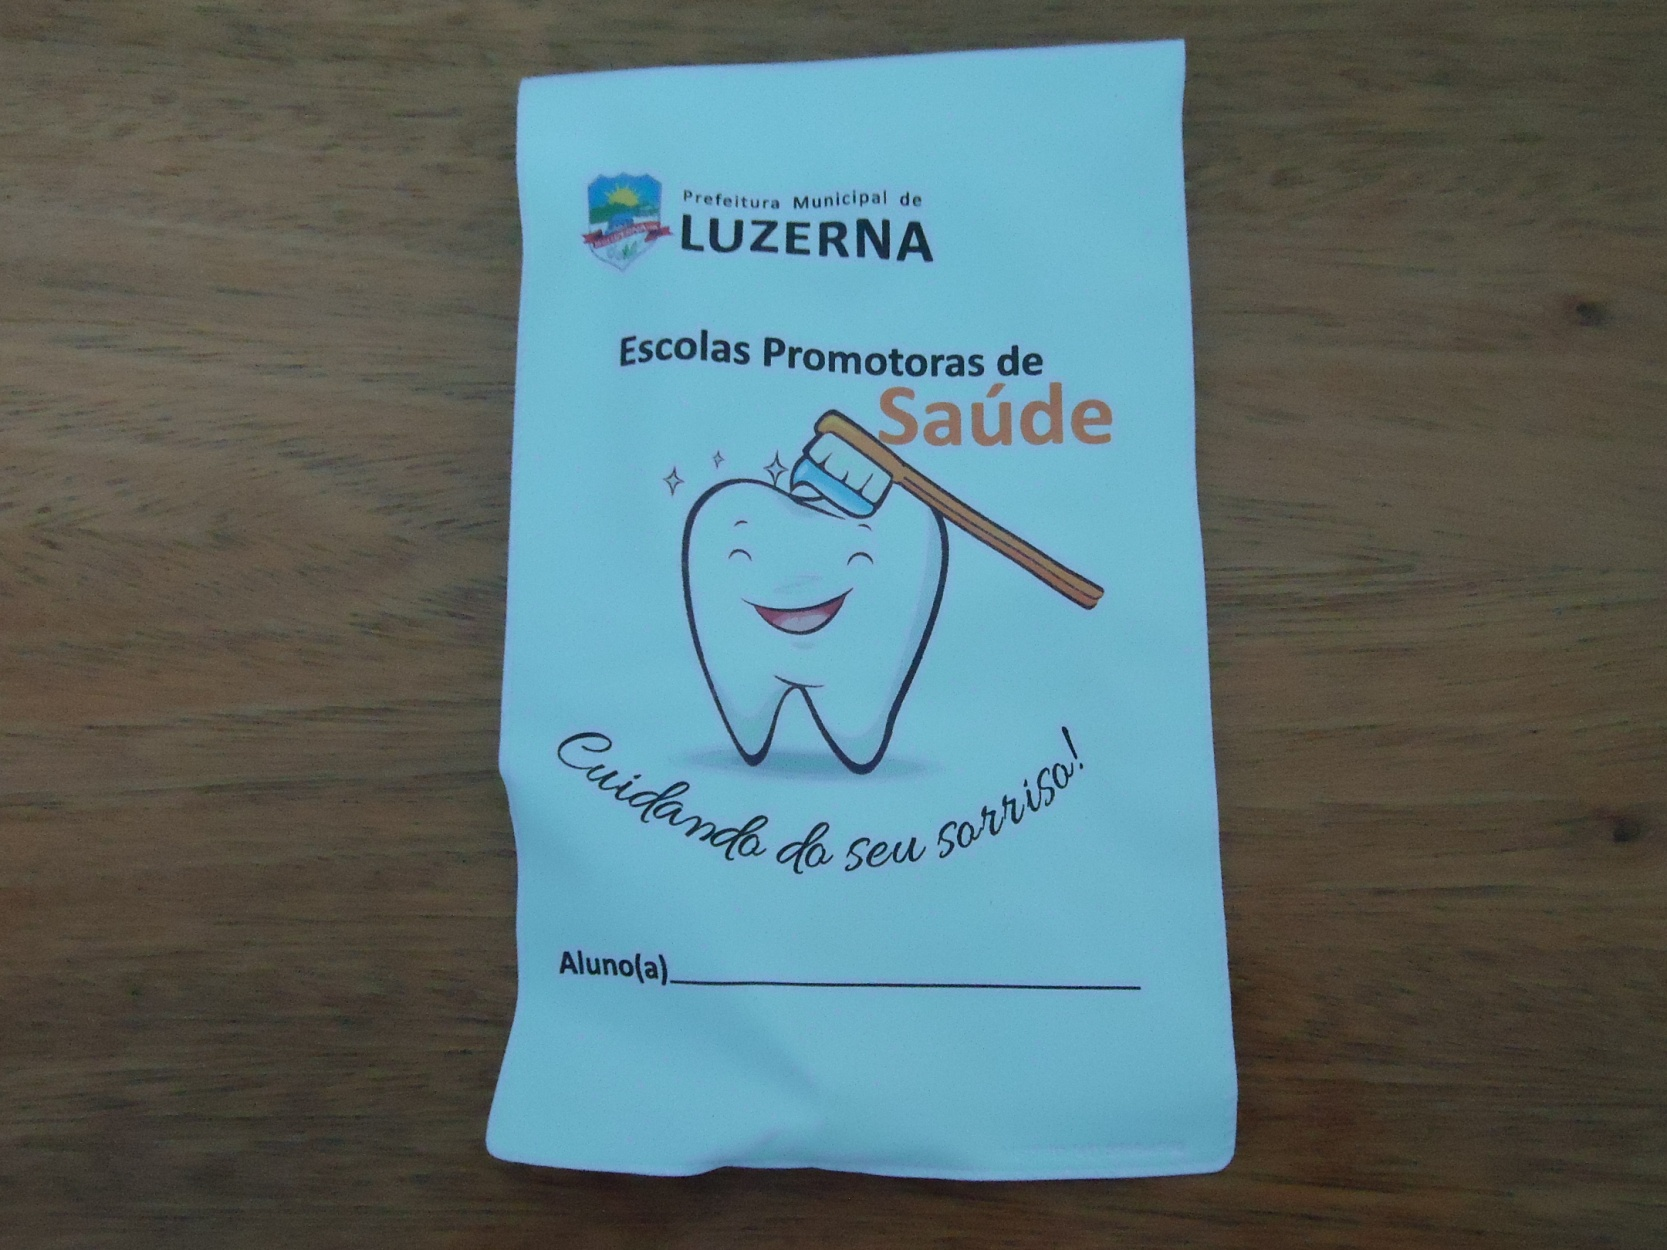 Prefeitura Municipal de
LUZERNA
Escolas Promotoras de
Saúde
Cuidando do seu sorriso!
Aluno(a)